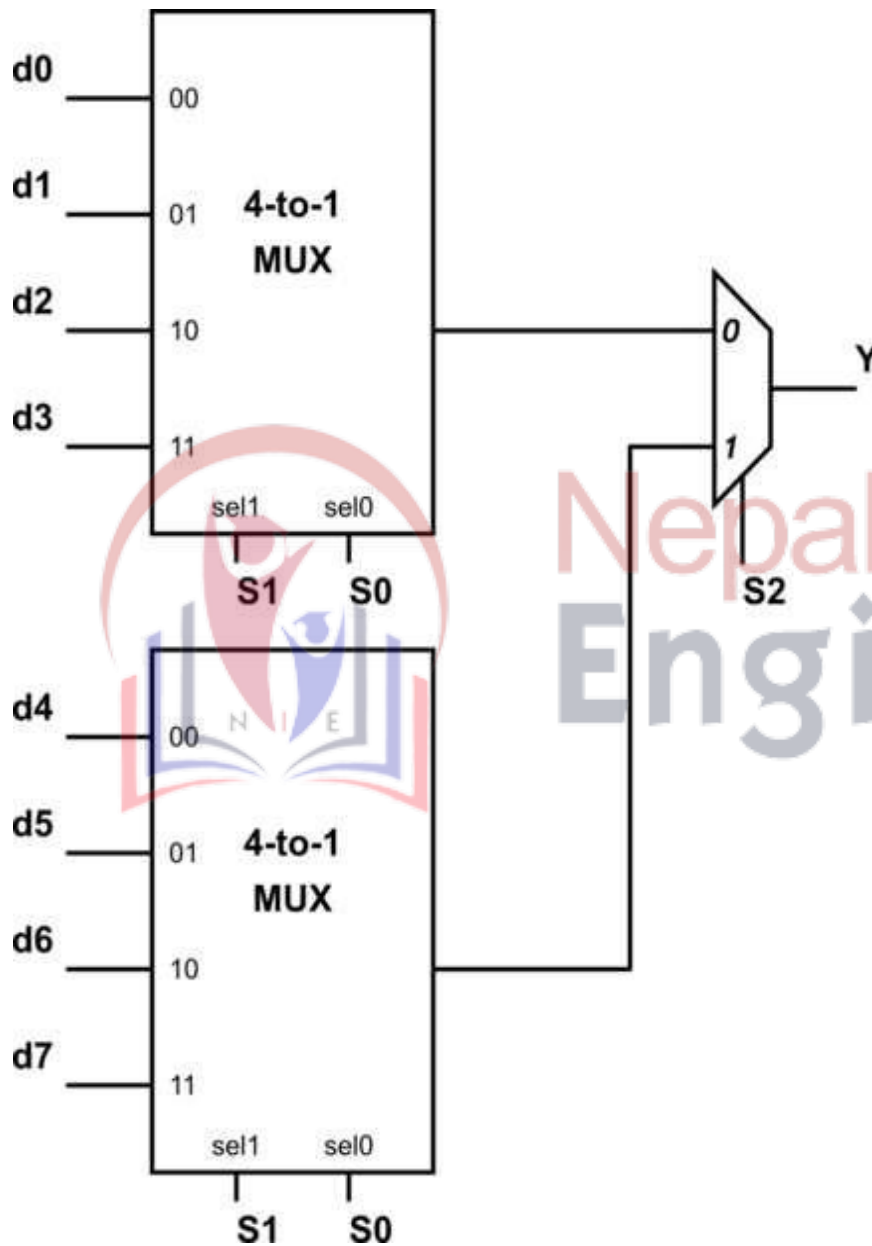 d0
00
d1
01
4-to-1
MUX
d2
10
0
Y
d3
11
1
sel1 sel0
S1 S0
S2
Nepal
Engi
d4
00
N I E
d5
01
4-to-1
MUX
d6
10
d7
11
sel1 sel0
S1 S0